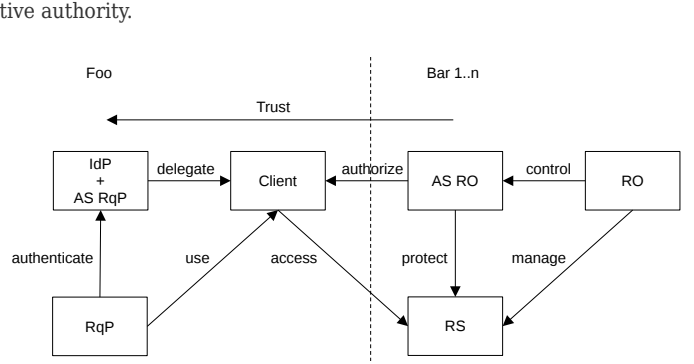 tive authority.
Foo
Bar 1..n
Trust
IdP
+
AS RqP
delegate
Client
authorize
AS RO
control
RO
authenticate
use
access
protect
manage
RqP
RS